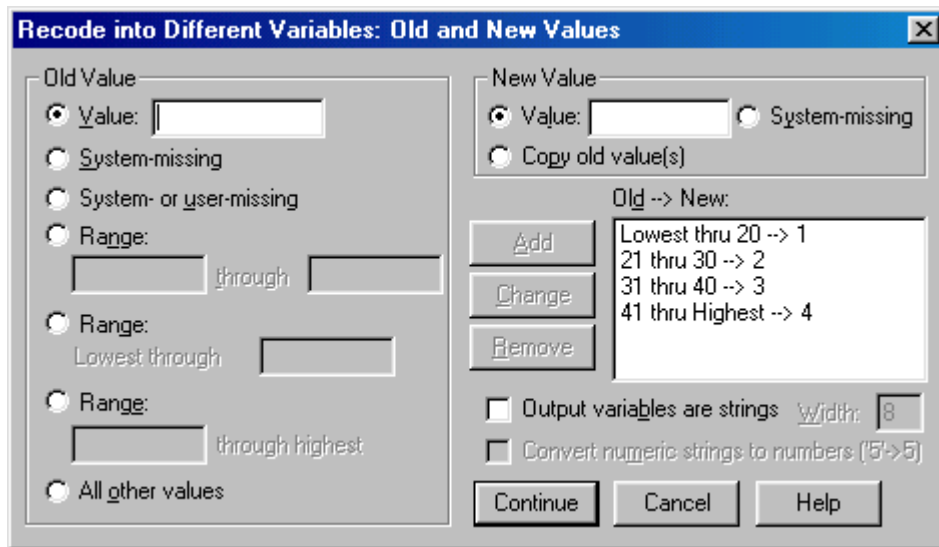 Recode into Different Variables: Old and New Values
Old Value
Value:
System-missing
System- or user-missing
Range:
through
Range:
Lowest through
Range:
through highest
All other values
New Value
Value:
System-missing
Copy old value(s)
Old --> New:
Add
Change
Remove
Lowest thru 20 --> 1
21 thru 30 --> 2
31 thru 40 --> 3
41 thru Highest --> 4
Output variables are strings Width: 8
Convert numeric strings to numbers ('5'->5)
Continue Cancel Help